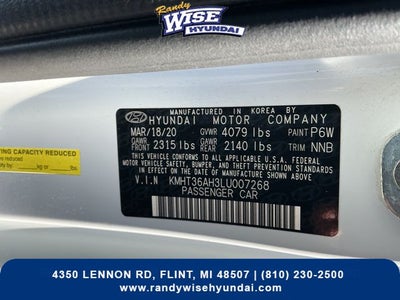 Randy
WISE
HYUNDAI
MANUFACTURED IN KOREA BY
HYUNDAI MOTOR COMPANY
MAR/18/20 GVWR 4079 lbs PAINT P6W
GAWR FRONT 2315 lbs GAWR REAR 2140 lbs TRIM NNB
THIS VEHICLE CONFORMS TO ALL APPLICABLE U.S.A. FEDERAL
MOTOR VEHICLE SAFETY, BUMPER, AND THEFT
PREVENTION STANDARDS IN EFFECT ON THE DATE OF
MANUFACTURE SHOWN ABOVE.
V.I.N KMHT36AH3LU007268
PASSENGER CAR
CAPACITY REDUCED
kg or lbs
4350 LENNON RD, FLINT, MI 48507 | (810) 230-2500
www.randywisehyundai.com